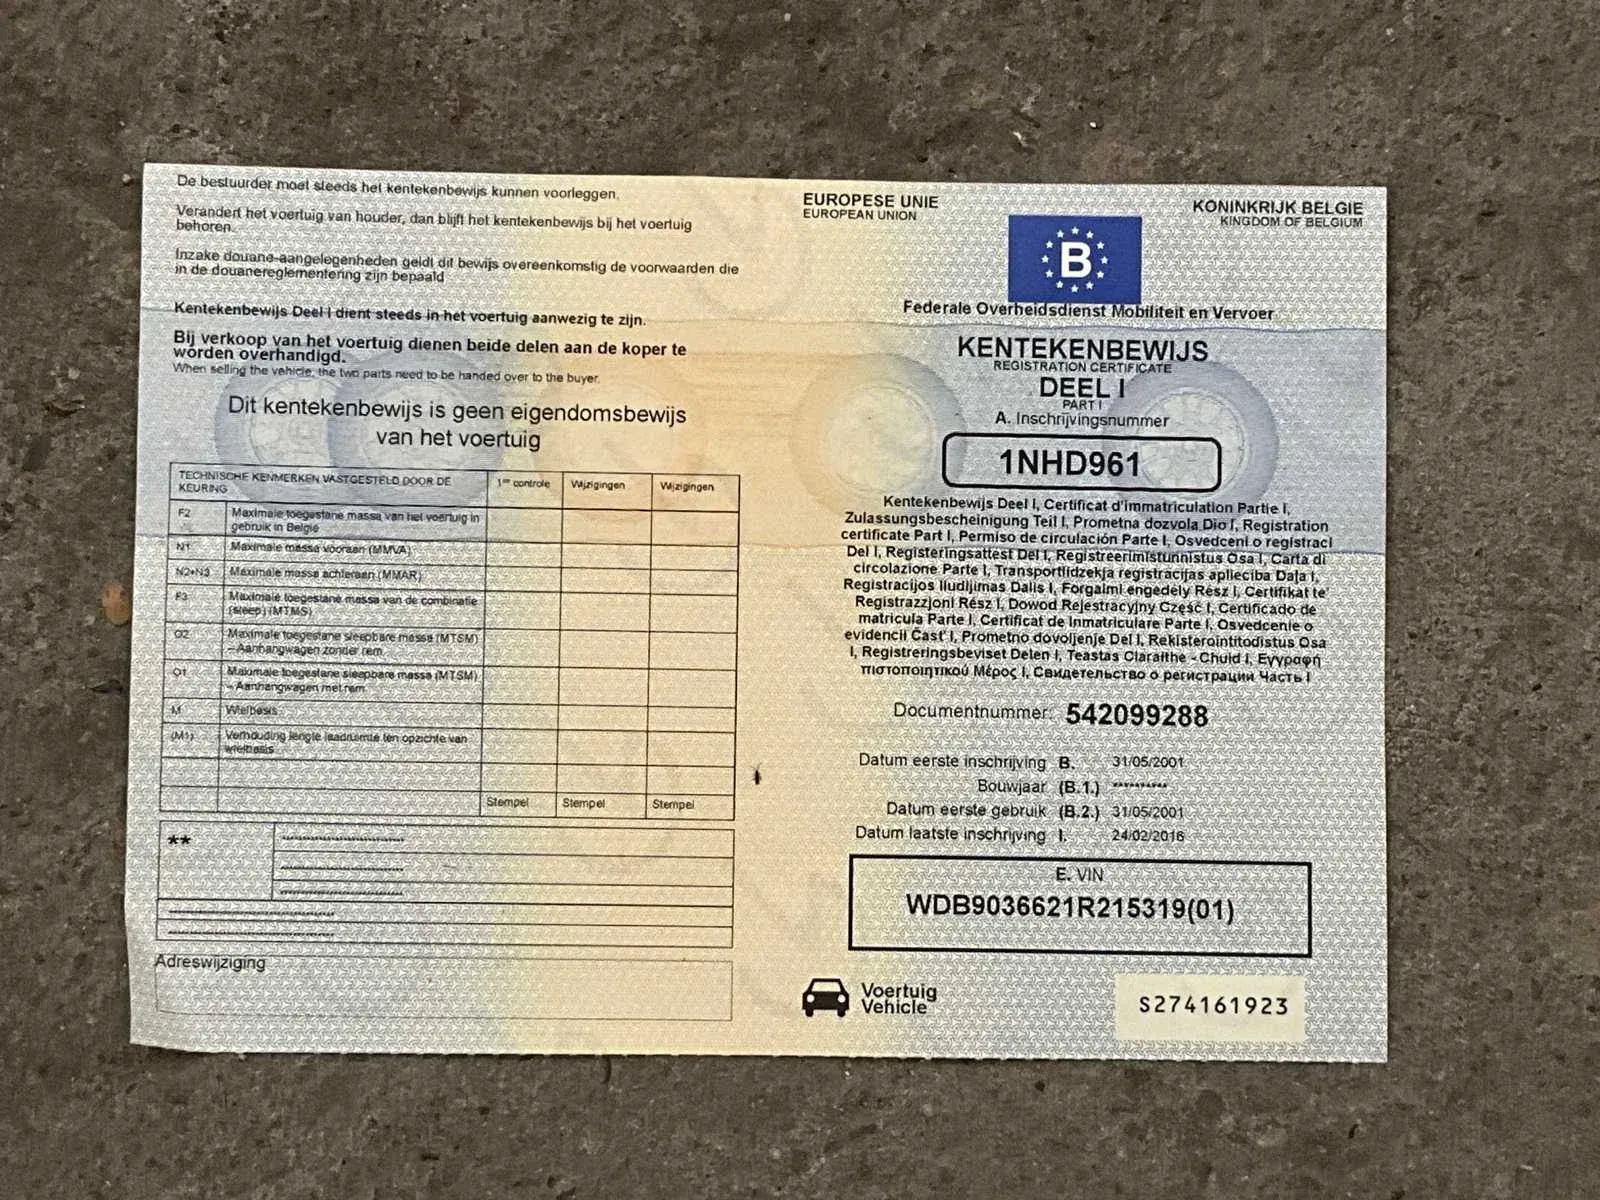 De bestuurder moet steeds het kentekenbewijs kunnen voorleggen.
Verandert het voertuig van houder, dan blijft het kentekenbewijs bij het voertuig
behoren.
Inzake douane-aangelegenheden geldt dit bewijs overeenkomstig de voorwaarden die
in de douanereglementering zijn bepaald
Kentekenbewijs Deel I dient steeds in het voertuig aanwezig te zijn.
Bij verkoop van het voertuig dienen beide delen aan de koper te
worden overhandigd.
When selling the vehicle, the two parts need to be handed over to the buyer.
Dit kentekenbewijs is geen eigendomsbewijs
van het voertuig
TECHNISCHE KENMERKEN VASTGESTELD DOOR DE
KEURING
1ste controle Wijzigingen Wijzigingen
F2 Maximale toegestane massa van het voertuig in
gebruik in België
N1 Maximale massa vooraan (MMVA)
N2+N3 Maximale massa achteraan (MMAR)
F3 Maximale toegestane massa van de combinatie
(sleep) (MTMS)
O2 Maximale toegestane sleepbare massa (MTSM)
– Aanhangwagen zonder rem
O1 Maximale toegestane sleepbare massa (MTSM)
– Aanhangwagen met rem
M Wielbasis
(M1) Verhouding lengte laadruimte ten opzichte van
wielbasis
Stempel Stempel Stempel
**
Adreswijziging
EUROPESE UNIE
EUROPEAN UNION
KONINKRIJK BELGIE
KINGDOM OF BELGIUM
B
Federale Overheidsdienst Mobiliteit en Vervoer
KENTEKENBEWIJS
REGISTRATION CERTIFICATE
DEEL I
PART I
A. Inschrijvingsnummer
1NHD961
Kentekenbewijs Deel I, Certificat d'immatriculation Partie I,
Zulassungsbescheinigung Teil I, Prometna dozvola Dio I, Registration
certificate Part I, Permiso de circulación Parte I, Osvedceni o registraci
Del I, Registeringsattest Del I, Registreerimistunnistus Osa I, Carta di
circolazione Parte I, Transportlidzekja registracijas aplieciba Daļa I,
Registracijos liudijimas Dalis I, Forgalmi engedély Rész I, Certifikat ta'
Registrazzjoni Rész I, Dowod Rejestracyjny Część I, Certificado de
matricula Parte I, Certificat de Inmatriculare Parte I, Osvedcenie o
evidencii Cast' I, Prometno dovoljenje Del I, Rekisterointitodistus Osa
I, Registreringsbeviset Delen I, Teastas Claraithe - Chuid I, Εγγραφή
πιστοποιητικού Μέρος I, Свидетельство о регистрации Часть I
Documentnummer: 542099288
Datum eerste inschrijving B. 31/05/2001
Bouwjaar (B.1.) **********
Datum eerste gebruik (B.2.) 31/05/2001
Datum laatste inschrijving I. 24/02/2016
E. VIN
WDB9036621R215319(01)
Voertuig
Vehicle
S274161923